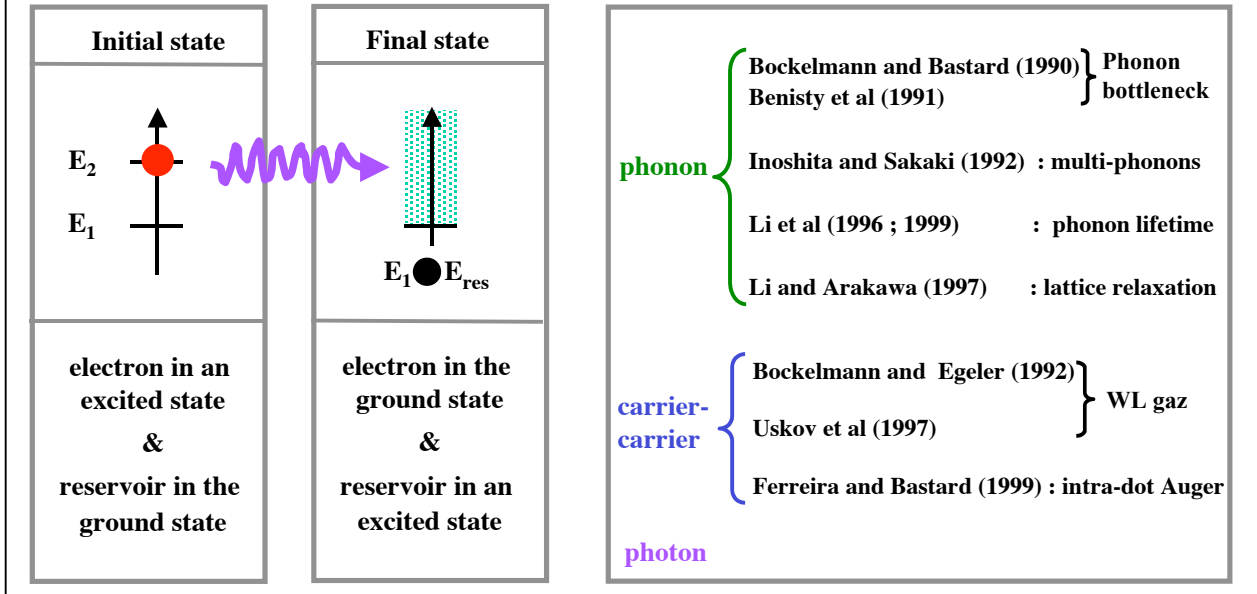 Initial state
E2
E1
electron in an
excited state
&
reservoir in the
ground state
Final state
E1 Eres
electron in the
ground state
&
reservoir in an
excited state
phonon
Bockelmann and Bastard (1990)
Benisty et al (1991)
Phonon
bottleneck
Inoshita and Sakaki (1992) : multi-phonons
Li et al (1996 ; 1999) : phonon lifetime
Li and Arakawa (1997) : lattice relaxation
carrier-
carrier
Bockelmann and Egeler (1992)
Uskov et al (1997)
WL gaz
Ferreira and Bastard (1999) : intra-dot Auger
photon